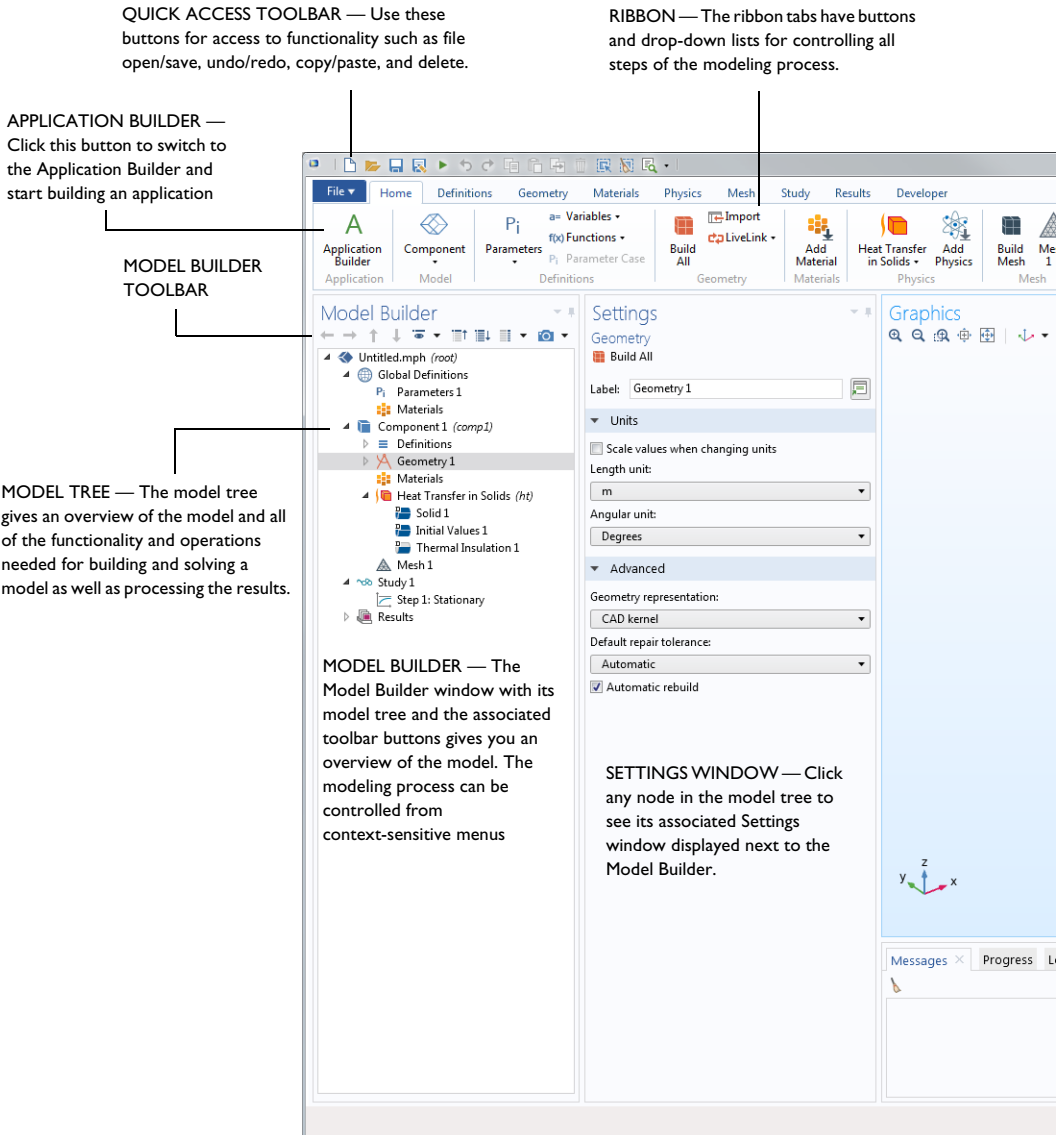 QUICK ACCESS TOOLBAR — Use these
buttons for access to functionality such as file
open/save, undo/redo, copy/paste, and delete.
RIBBON — The ribbon tabs have buttons
and drop-down lists for controlling all
steps of the modeling process.
APPLICATION BUILDER —
Click this button to switch to
the Application Builder and
start building an application
MODEL BUILDER
TOOLBAR
MODEL TREE — The model tree
gives an overview of the model and all
of the functionality and operations
needed for building and solving a
model as well as processing the results.
File Home Definitions Geometry Materials Physics Mesh Study Results Developer
A
Application
Builder
Application
Component
Model
Pi
Parameters
a= Variables
f(x) Functions
Pi Parameter Case
Definitions
Build
All
Import
LiveLink
Geometry
Add
Material
Materials
Heat Transfer
in Solids
Add
Physics
Physics
Build
Mesh
Me
1
Mesh
Model Builder
Untitled.mph (root)
Global Definitions
Pi Parameters 1
Materials
Component 1 (comp1)
Definitions
Geometry 1
Materials
Heat Transfer in Solids (ht)
Solid 1
Initial Values 1
Thermal Insulation 1
Mesh 1
Study 1
Step 1: Stationary
Results
MODEL BUILDER — The
Model Builder window with its
model tree and the associated
toolbar buttons gives you an
overview of the model. The
modeling process can be
controlled from
context-sensitive menus
Settings
Geometry
Build All
Label: Geometry 1
Units
Scale values when changing units
Length unit:
m
Angular unit:
Degrees
Advanced
Geometry representation:
CAD kernel
Default repair tolerance:
Automatic
Automatic rebuild
SETTINGS WINDOW — Click
any node in the model tree to
see its associated Settings
window displayed next to the
Model Builder.
Graphics
z
y
x
Messages Progress Lo